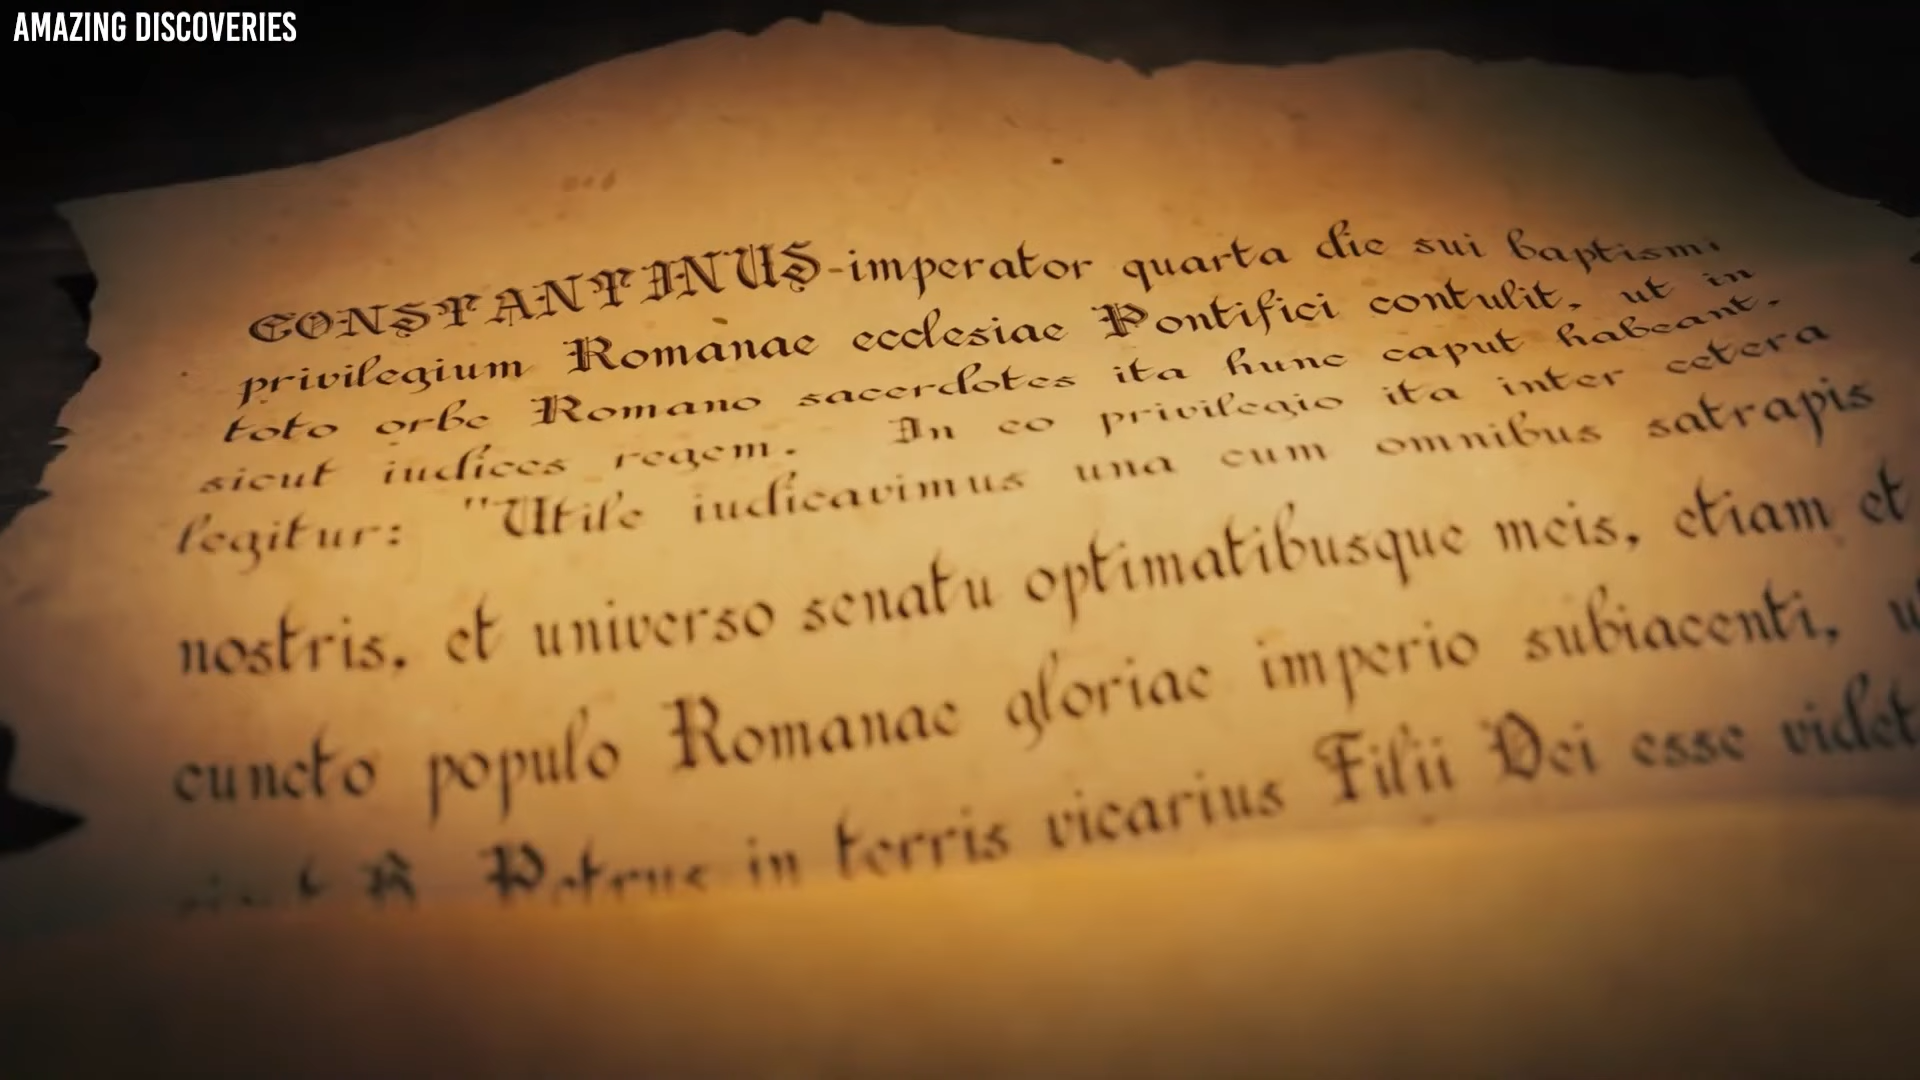 AMAZING DISCOVERIES
CONSTANTINUS-imperator quarta die sui baptismi
privilegium Romanae ecclesiae Pontifici contulit, ut in
toto orbe Romano sacerdotes ita hunc caput habeant,
sicut iudices regem. In eo privilegio ita inter cetera
legitur: "Utile iudicavimus una cum omnibus satrapis
nostris, et universo senatu optimatibusque meis, etiam et
cuncto populo Romanae gloriae imperio subiacenti,
Petrus in terris vicarius Filii Dei esse